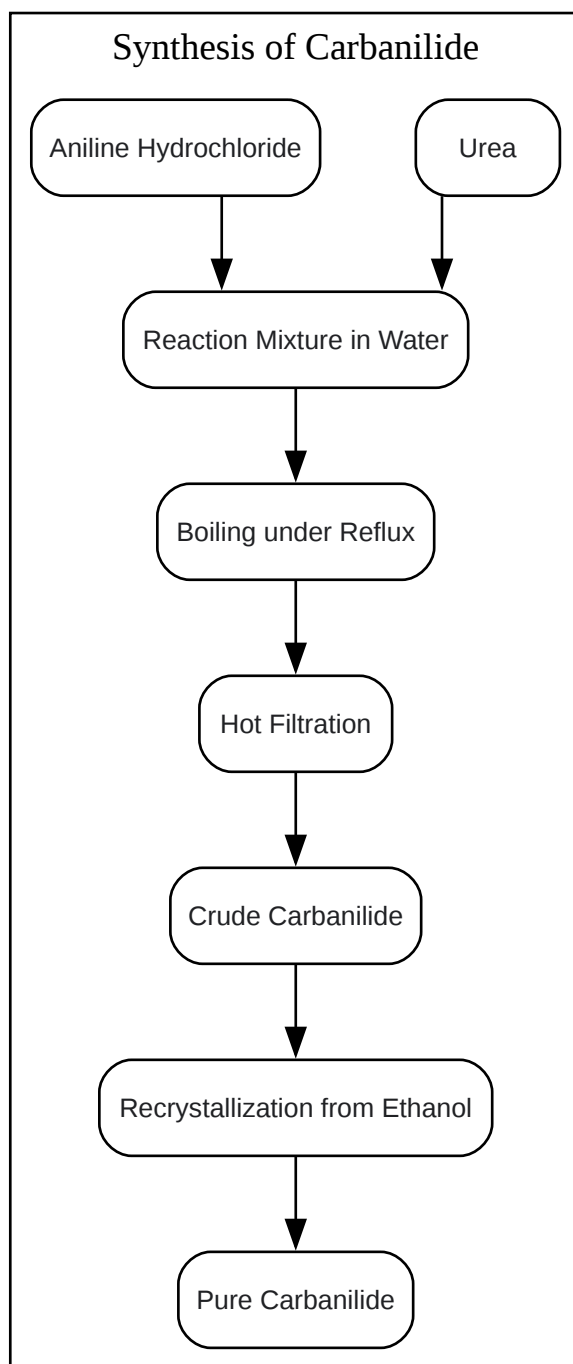 Synthesis of Carbanilide
Aniline Hydrochloride
Urea
Reaction Mixture in Water
Boiling under Reflux
Hot Filtration
Crude Carbanilide
Recrystallization from Ethanol
Pure Carbanilide